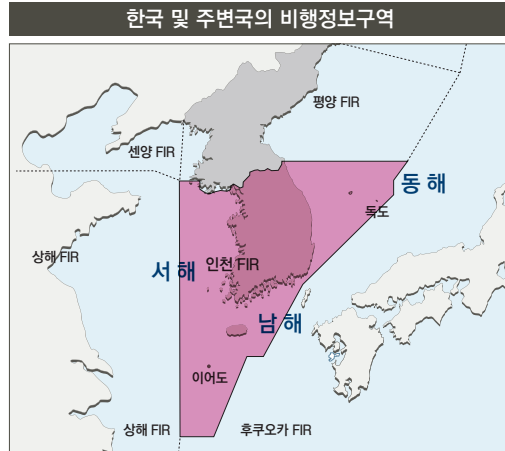 한국 및 주변국의 비행정보구역
평양 FIR
센양 FIR
동해
독도
상해 FIR
서해
인천 FIR
남해
이어도
상해 FIR
후쿠오카 FIR